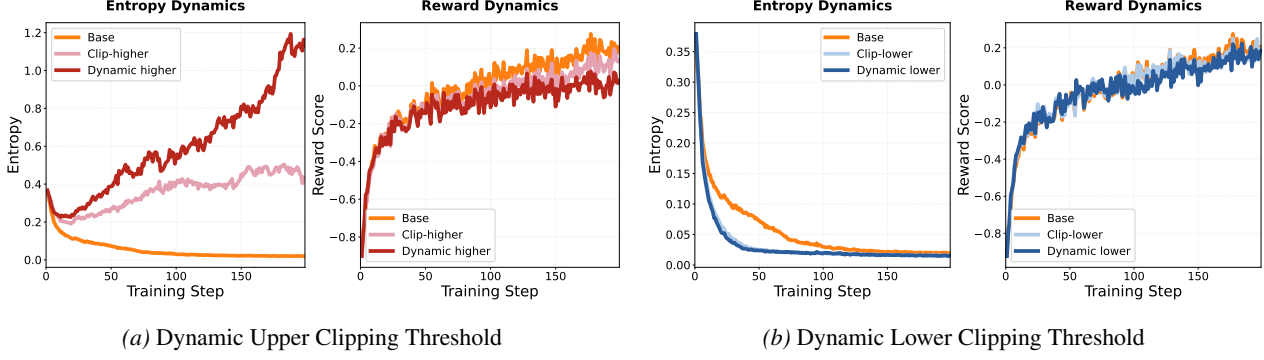 Entropy Dynamics
1.2
1.0
0.8
0.6
0.4
0.2
0.0
Entropy
Base
Clip-higher
Dynamic higher
0
50
100
150
Training Step
Reward Dynamics
0.2
0.0
−0.2
−0.4
−0.6
−0.8
Reward Score
Base
Clip-higher
Dynamic higher
0
50
100
150
Training Step
(a) Dynamic Upper Clipping Threshold
Entropy Dynamics
0.35
0.30
0.25
0.20
0.15
0.10
0.05
0.00
Entropy
Base
Clip-lower
Dynamic lower
0
50
100
150
Training Step
Reward Dynamics
0.2
0.0
−0.2
−0.4
−0.6
−0.8
Reward Score
Base
Clip-lower
Dynamic lower
0
50
100
150
Training Step
(b) Dynamic Lower Clipping Threshold